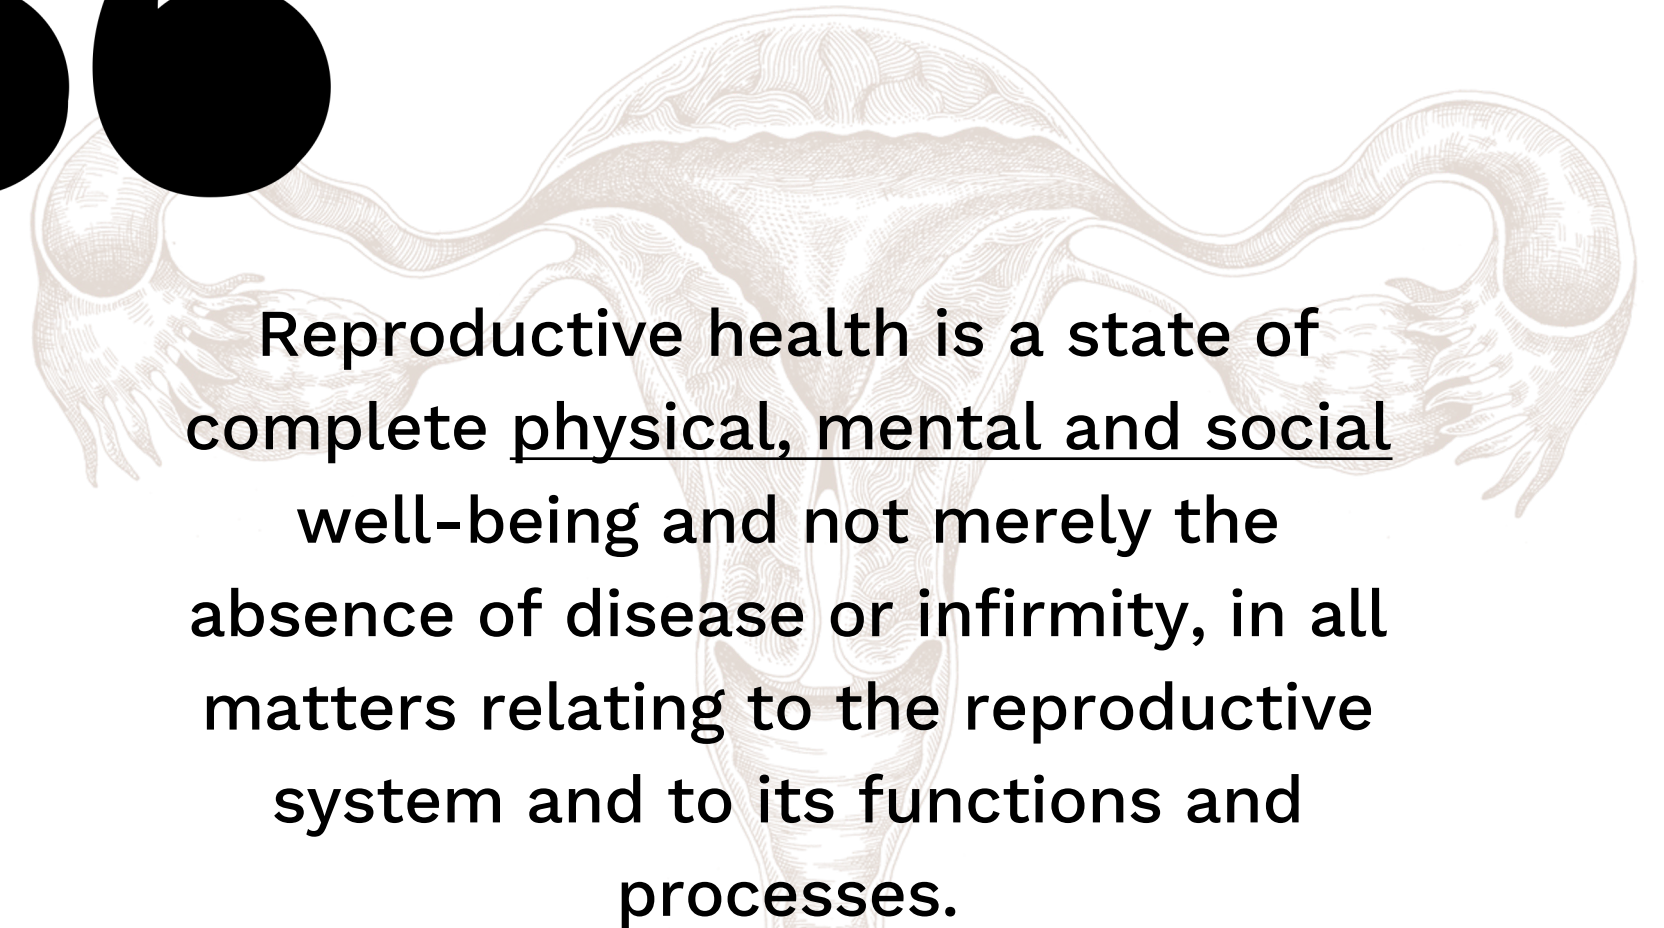 Reproductive health is a state of
complete physical, mental and social
well-being and not merely the
absence of disease or infirmity, in all
matters relating to the reproductive
system and to its functions and
processes.